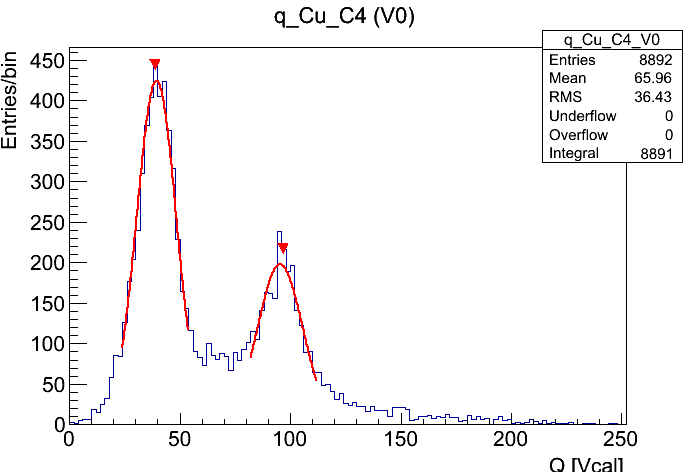 q_Cu_C4 (V0)
q_Cu_C4_V0
Entries 8892
Mean 65.96
RMS 36.43
Underflow 0
Overflow 0
Integral 8891
Entries/bin
450
400
350
300
250
200
150
100
50
0
0 50 100 150 200 250
Q [Vcal]